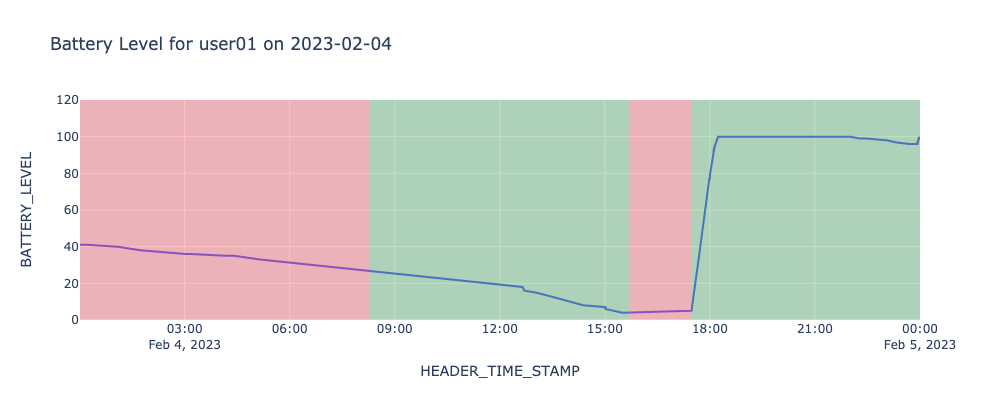 Battery Level for user01 on 2023-02-04
120
100
80
60
40
20
0
BATTERY_LEVEL
03:00 06:00 09:00 12:00 15:00 18:00 21:00 00:00
Feb 4, 2023 Feb 5, 2023
HEADER_TIME_STAMP